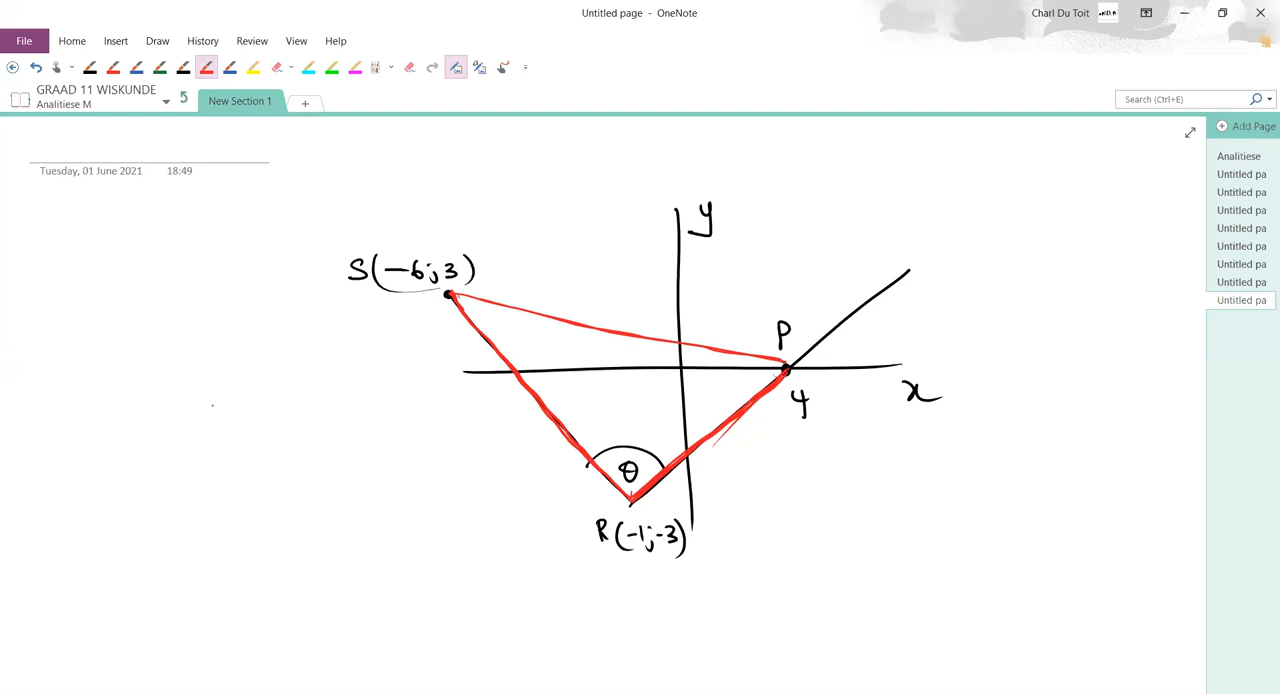 Untitled page - OneNote
Charl Du Toit
File Home Insert Draw History Review View Help
GRAAD 11 WISKUNDE
Analitiese M
New Section 1
+
Search (Ctrl+E)
Add Page
Analitiese
Untitled pa
Untitled pa
Untitled pa
Untitled pa
Untitled pa
Untitled pa
Untitled pa
Untitled pa
Tuesday, 01 June 2021 18:49
y
S(-6;3)
P
4
x
θ
R(-1;-3)